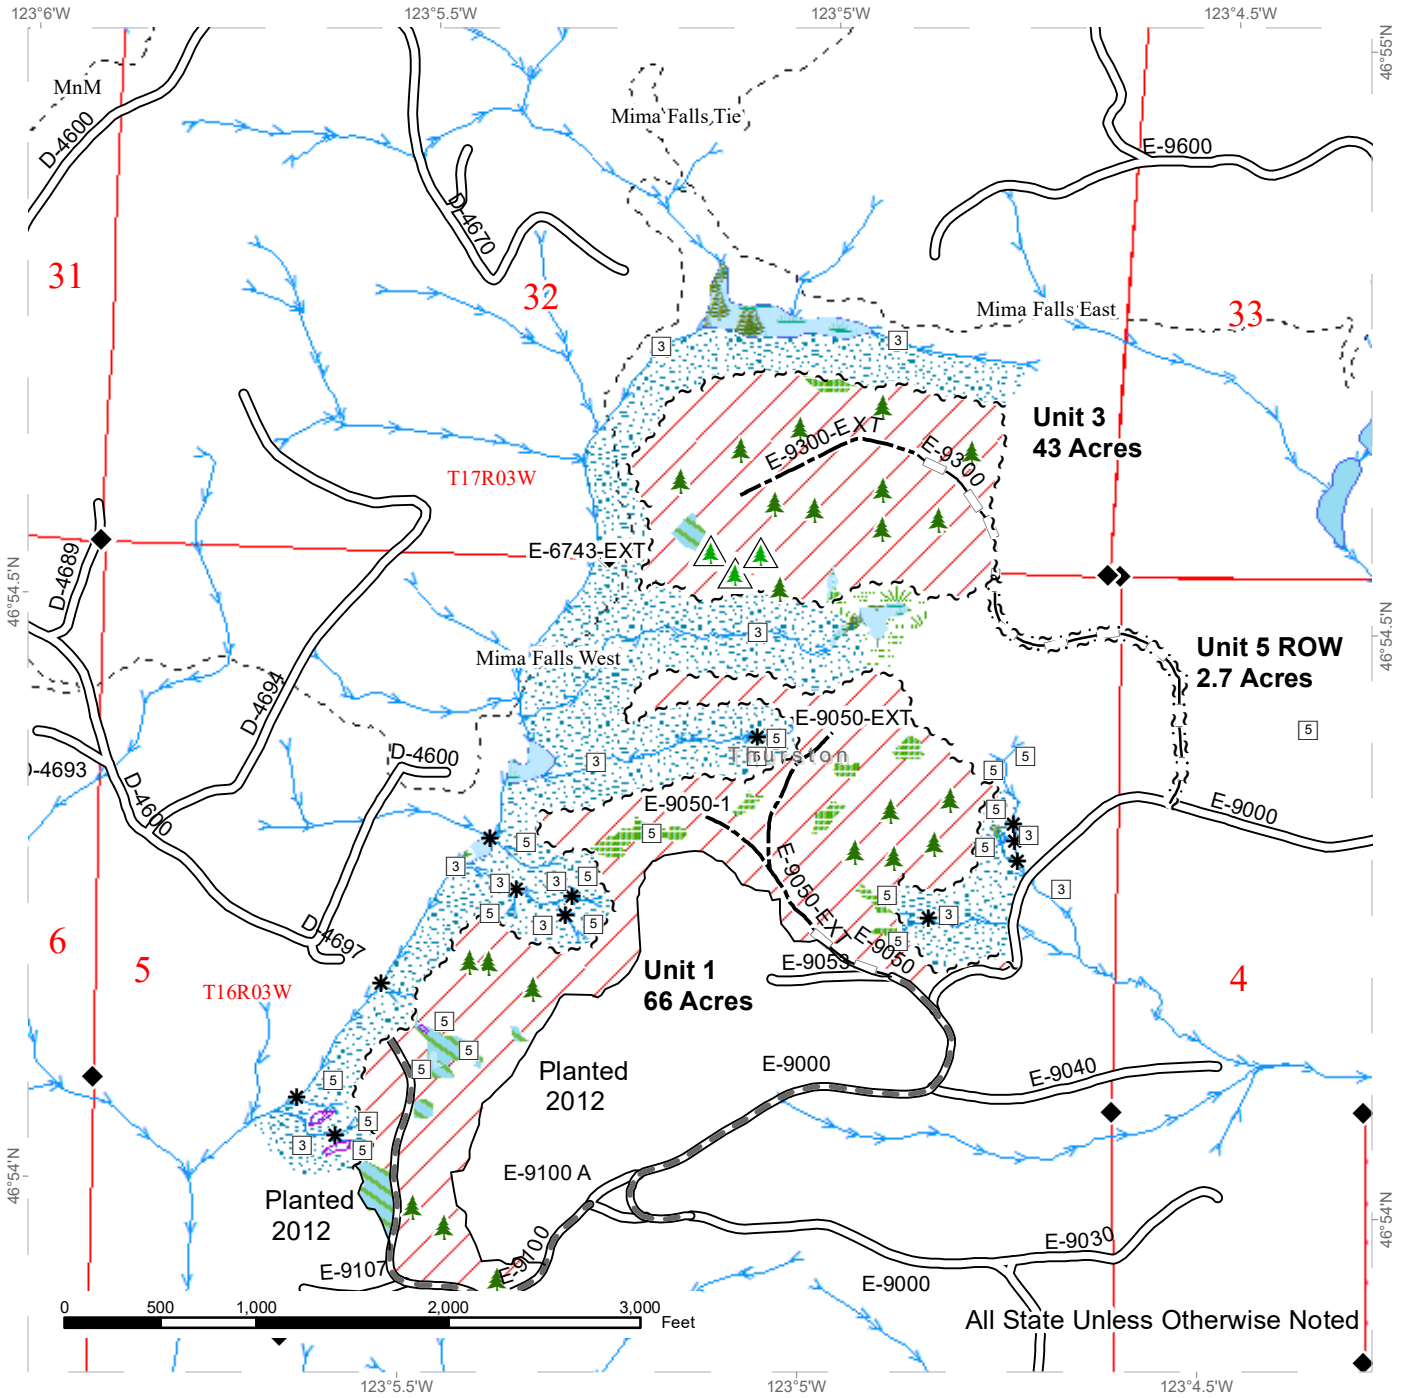 123°6'W
123°5.5'W
123°5'W
123°4.5'W
46°55'N
MnM
D-4600
Mima Falls Tie
E-9600
D-4670
31
32
33
Mima Falls East
3
3
Unit 3
43 Acres
E-9300-EXT
E-9300
T17R03W
E-6743-EXT
D-4689
46°54.5'N
46°54.5'N
3
Mima Falls West
Unit 5 ROW
2.7 Acres
D-4694
E-9050-EXT
5
5
5
Thurston
5
5
3
D-4600
D-4693
D-4600
E-9050-1
E-9000
5
5
3
5
5
3
E-9050-EXT
3
3
5
5
3
5
3
5
5
3
5
D-4697
E-9050
E-9053
6
5
T16R03W
Unit 1
66 Acres
4
5
5
5
Planted
2012
E-9000
E-9040
5
5
3
5
46°54'N
E-9100 A
Planted
2012
46°54'N
E-9100
E-9030
E-9107
E-9000
0
500
1,000
2,000
3,000
Feet
All State Unless Otherwise Noted
123°5.5'W
123°5'W
123°4.5'W